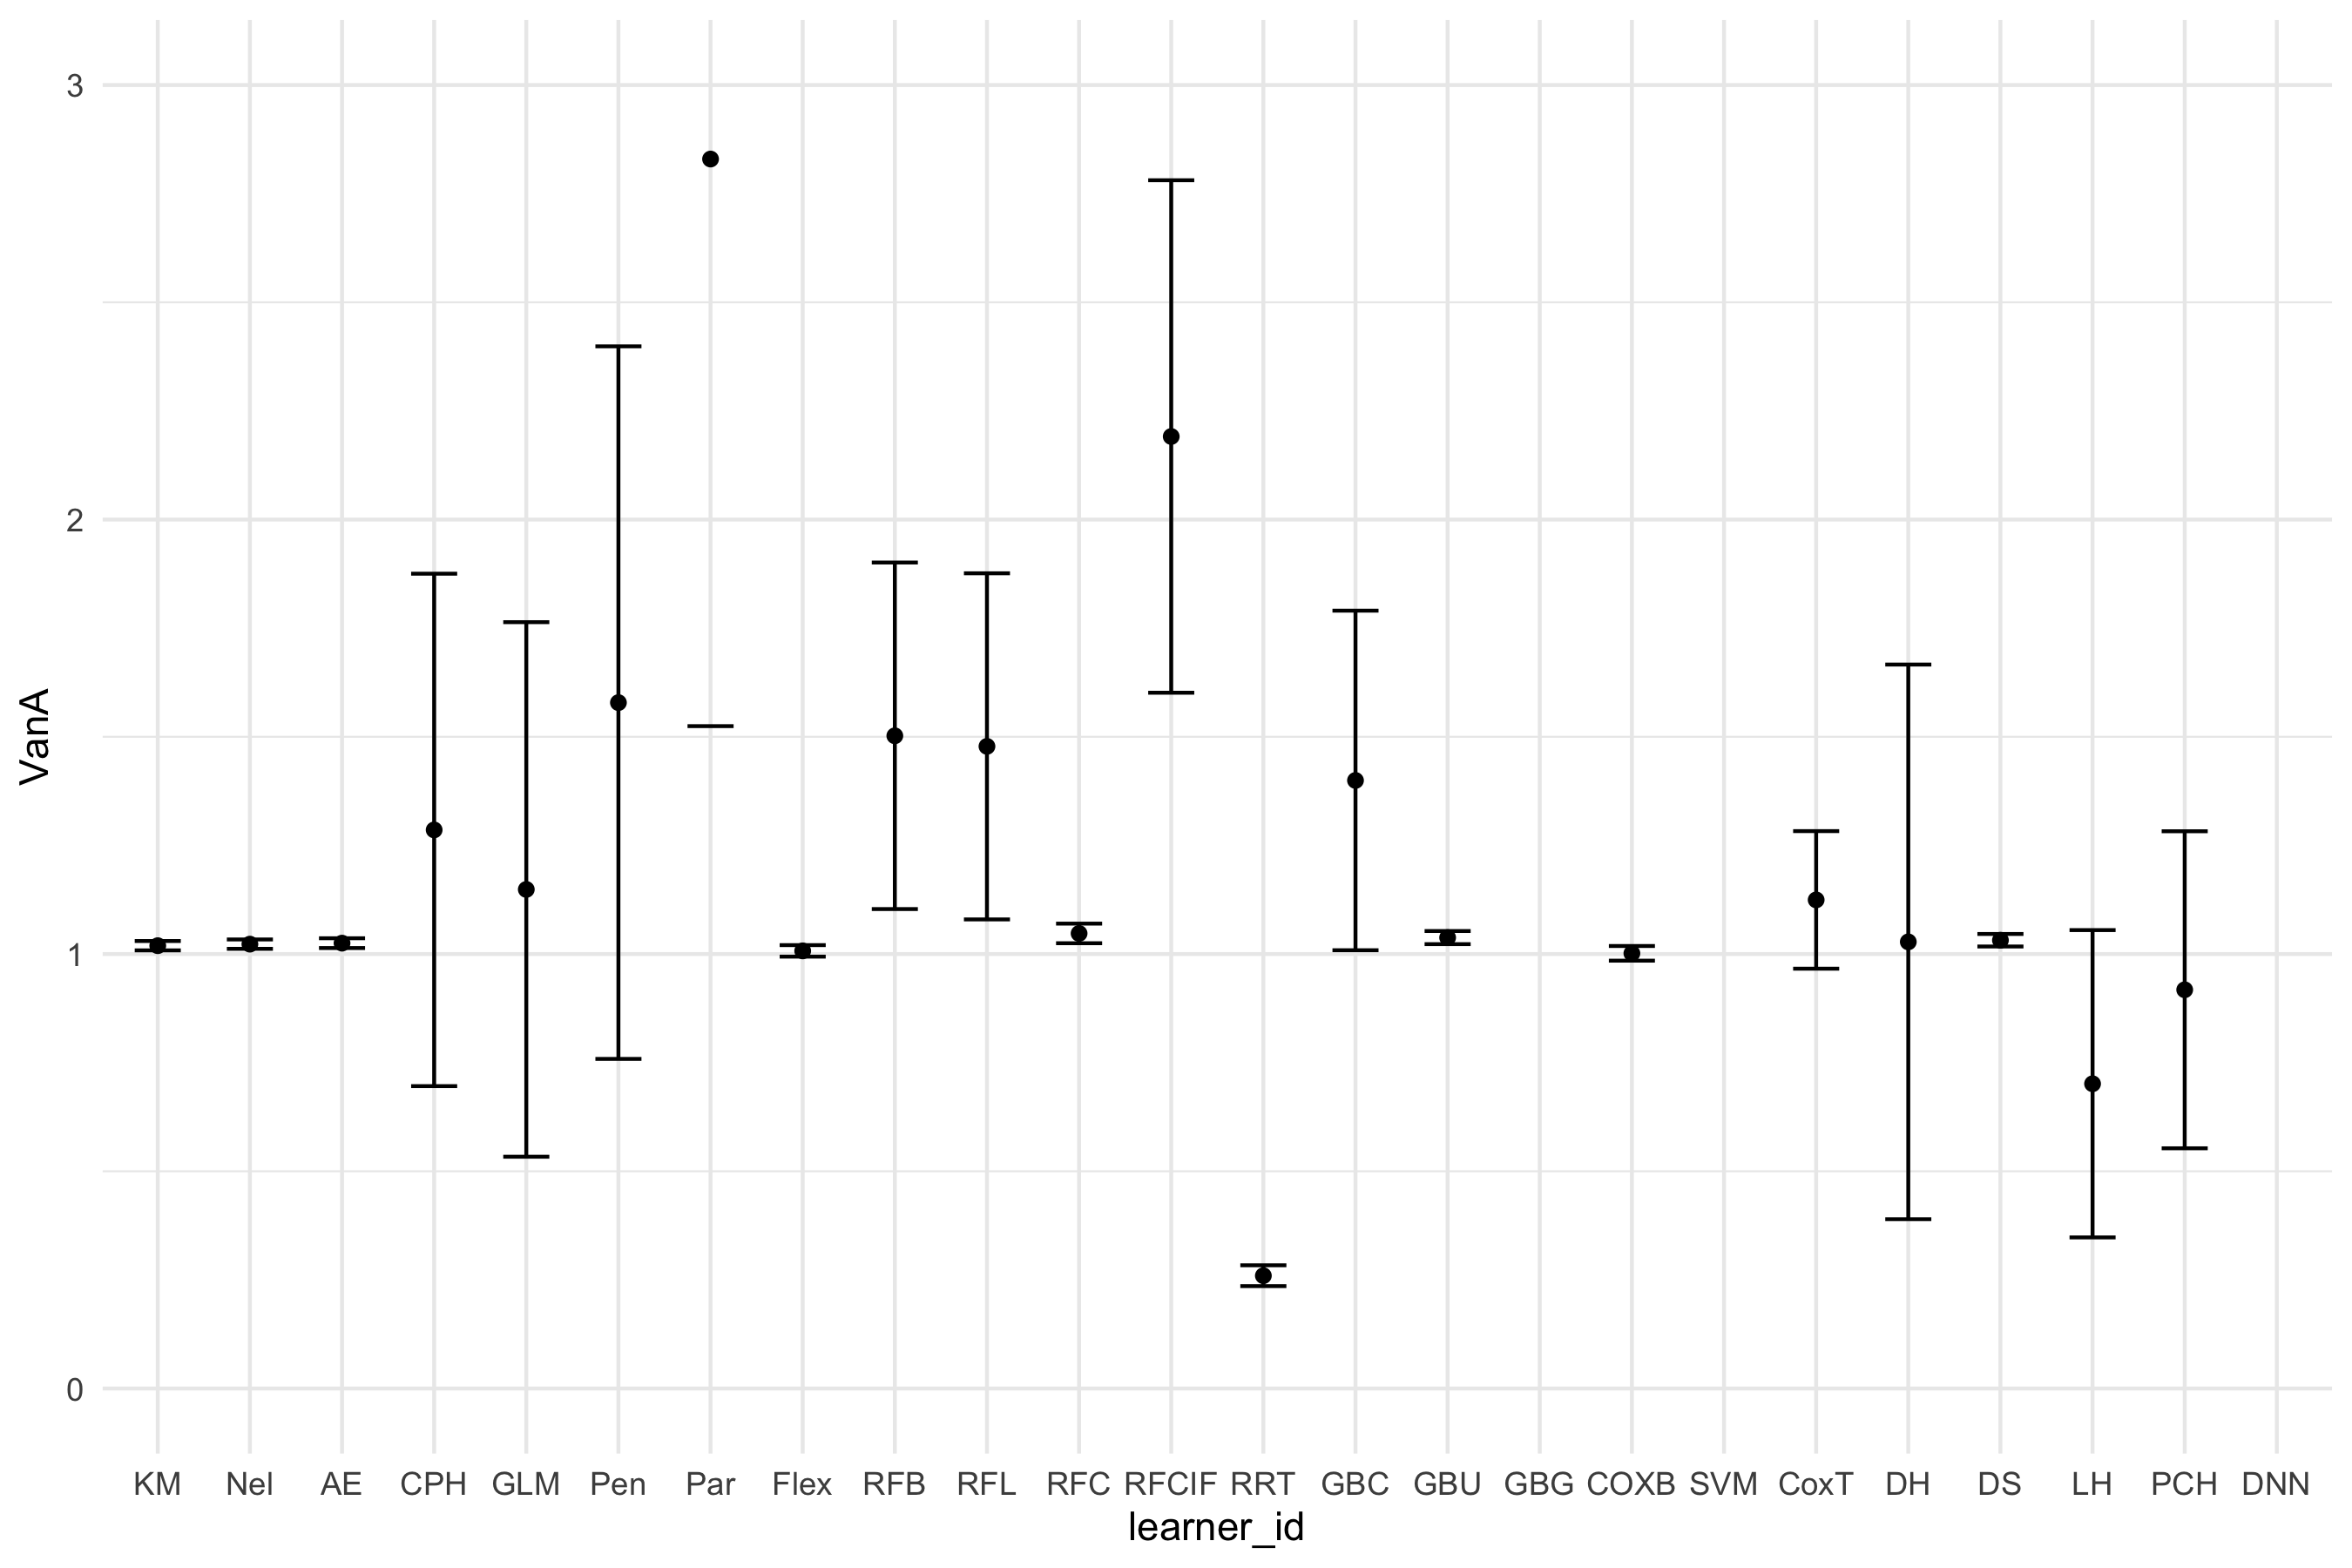 3
2
1
0
VanA
KM Nel AE CPH GLM Pen Par Flex RFB RFL RFC RFCIF RRT GBC GBU GBG COXB SVM CoxT DH DS LH PCH DNN
learner_id